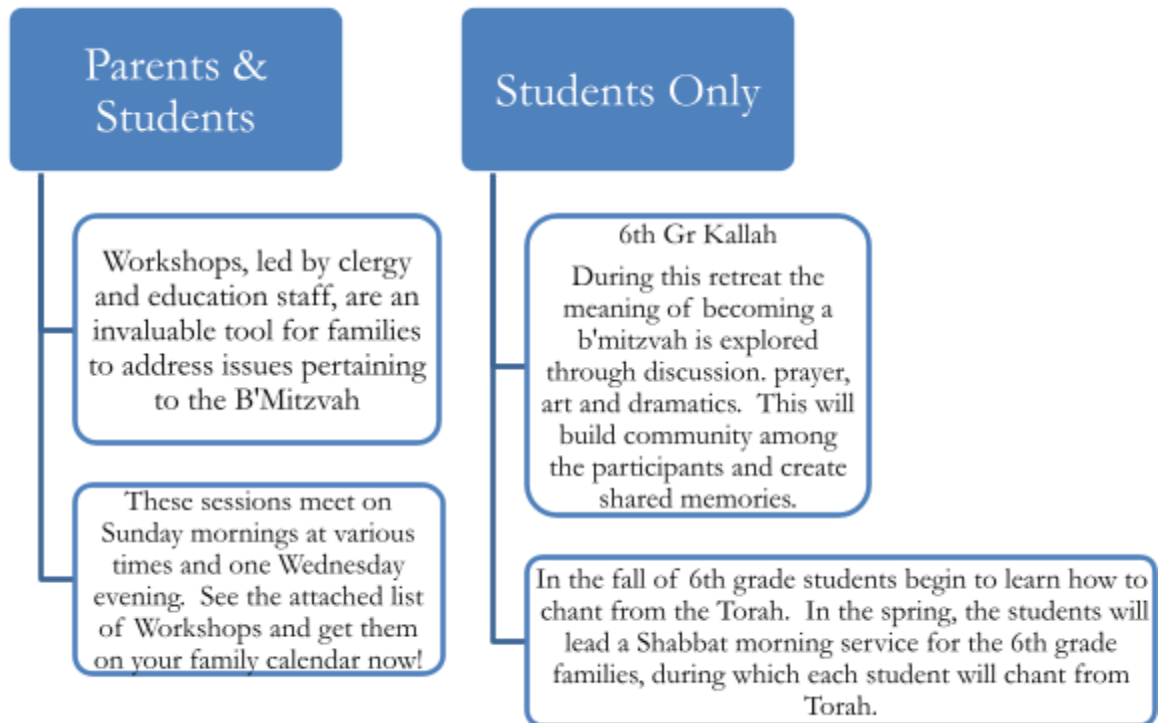 Parents &
Students
Workshops, led by clergy
and education staff, are an
invaluable tool for families
to address issues pertaining
to the B'Mitzvah
These sessions meet on
Sunday mornings at various
times and one Wednesday
evening.  See the attached list
of Workshops and get them
on your family calendar now!
Students Only
6th Gr Kallah
During this retreat the
meaning of becoming a
b'mitzvah is explored
through discussion. prayer,
art and dramatics.  This will
build community among
the participants and create
shared memories.
In the fall of 6th grade students begin to learn how to
chant from the Torah.  In the spring, the students will
lead a Shabbat morning service for the 6th grade
families, during which each student will chant from
Torah.